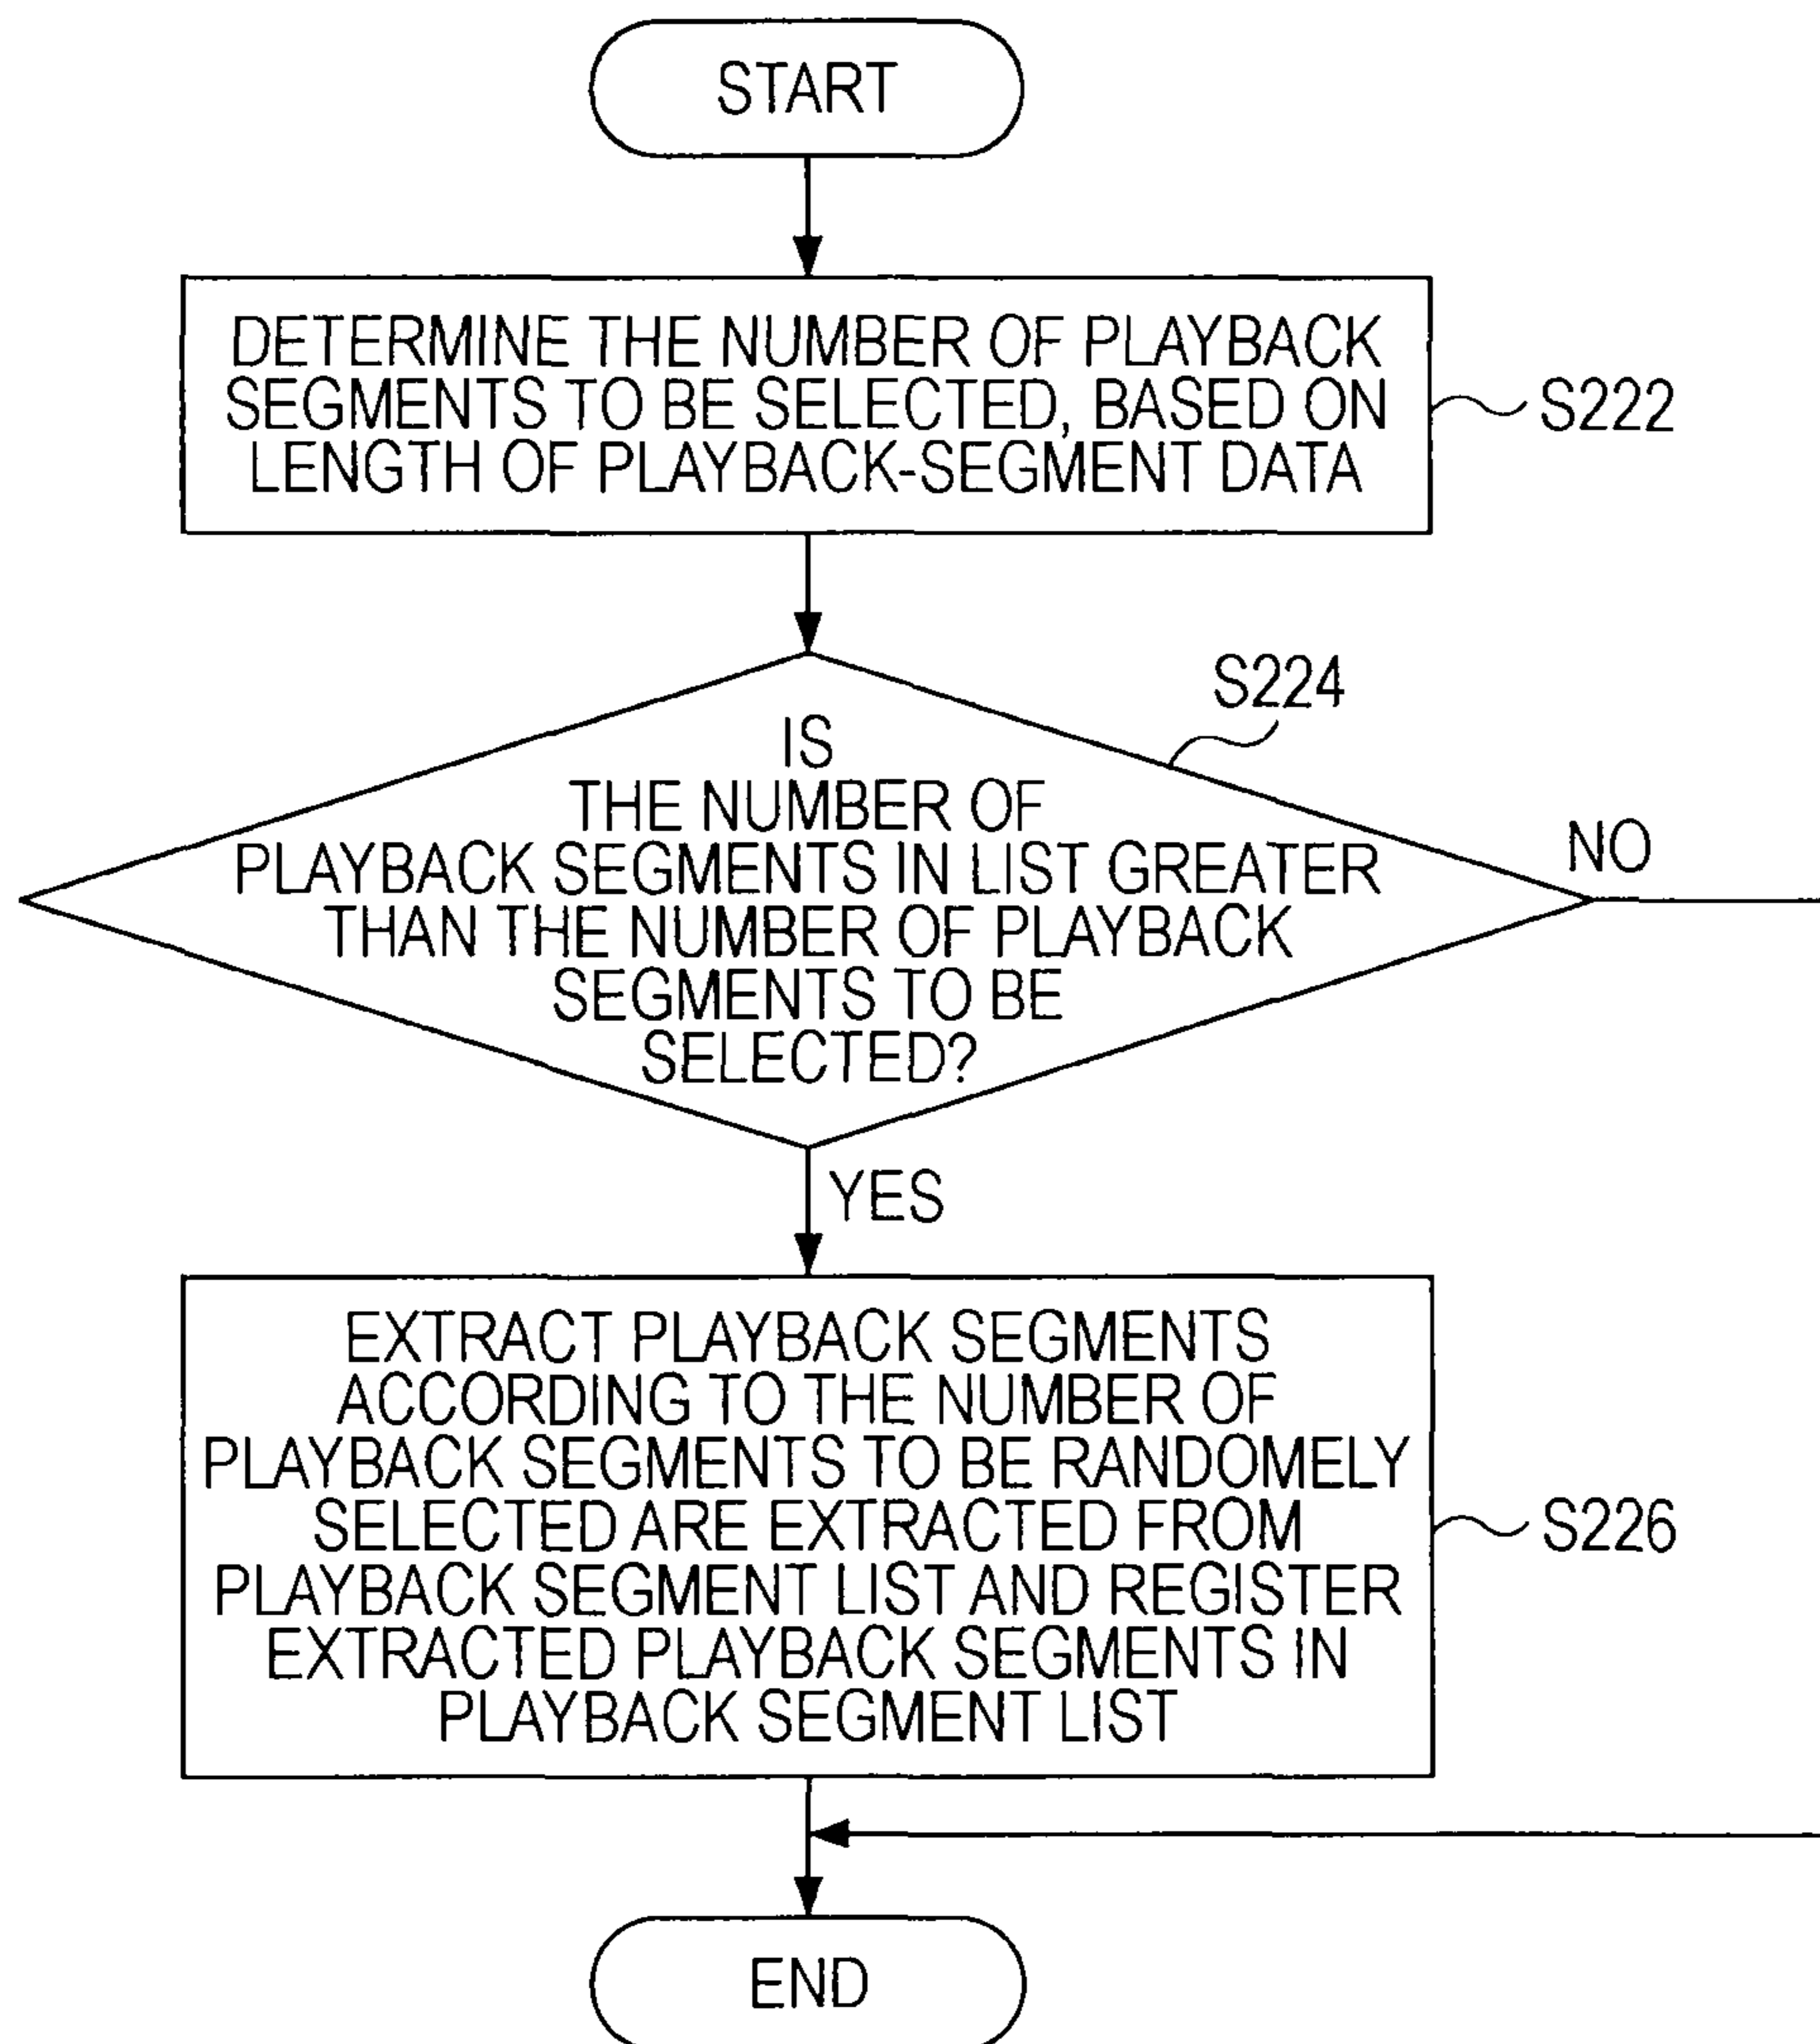 START
DETERMINE THE NUMBER OF PLAYBACK
SEGMENTS TO BE SELECTED, BASED ON
LENGTH OF PLAYBACK-SEGMENT DATA
S222
S224
IS
THE NUMBER OF
PLAYBACK SEGMENTS IN LIST GREATER
THAN THE NUMBER OF PLAYBACK
SEGMENTS TO BE
SELECTED?
NO
YES
EXTRACT PLAYBACK SEGMENTS
ACCORDING TO THE NUMBER OF
PLAYBACK SEGMENTS TO BE RANDOMELY
SELECTED ARE EXTRACTED FROM
PLAYBACK SEGMENT LIST AND REGISTER
EXTRACTED PLAYBACK SEGMENTS IN
PLAYBACK SEGMENT LIST
S226
END